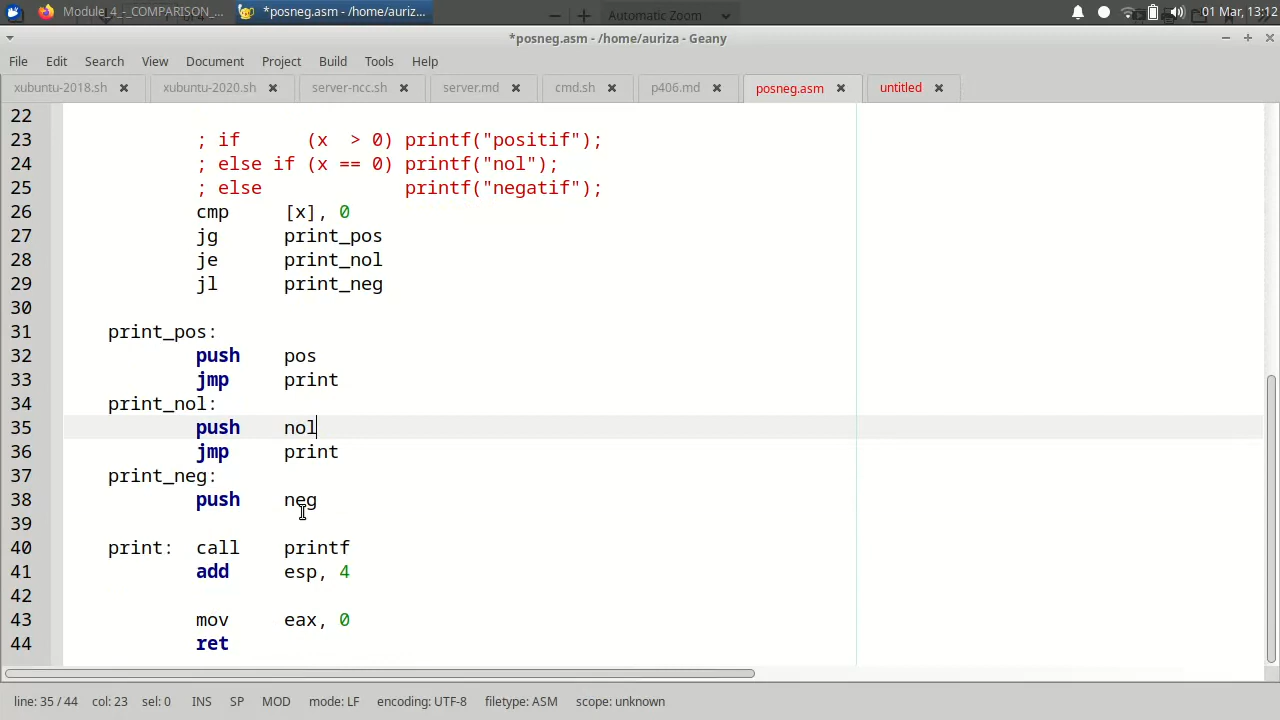 Module_4_-_COMPARISON_...
*posneg.asm - /home/auriz...
Automatic Zoom
01 Mar, 13:12
*posneg.asm - /home/auriza - Geany
File Edit Search View Document Project Build Tools Help
xubuntu-2018.sh xubuntu-2020.sh server-ncc.sh server.md cmd.sh p406.md posneg.asm untitled
22
23 ; if (x > 0) printf("positif");
24 ; else if (x == 0) printf("nol");
25 ; else printf("negatif");
26 cmp [x], 0
27 jg print_pos
28 je print_nol
29 jl print_neg
30
31 print_pos:
32 push pos
33 jmp print
34 print_nol:
35 push nol
36 jmp print
37 print_neg:
38 push neg
39
40 print: call printf
41 add esp, 4
42
43 mov eax, 0
44 ret
line: 35 / 44 col: 23 sel: 0 INS SP MOD mode: LF encoding: UTF-8 filetype: ASM scope: unknown